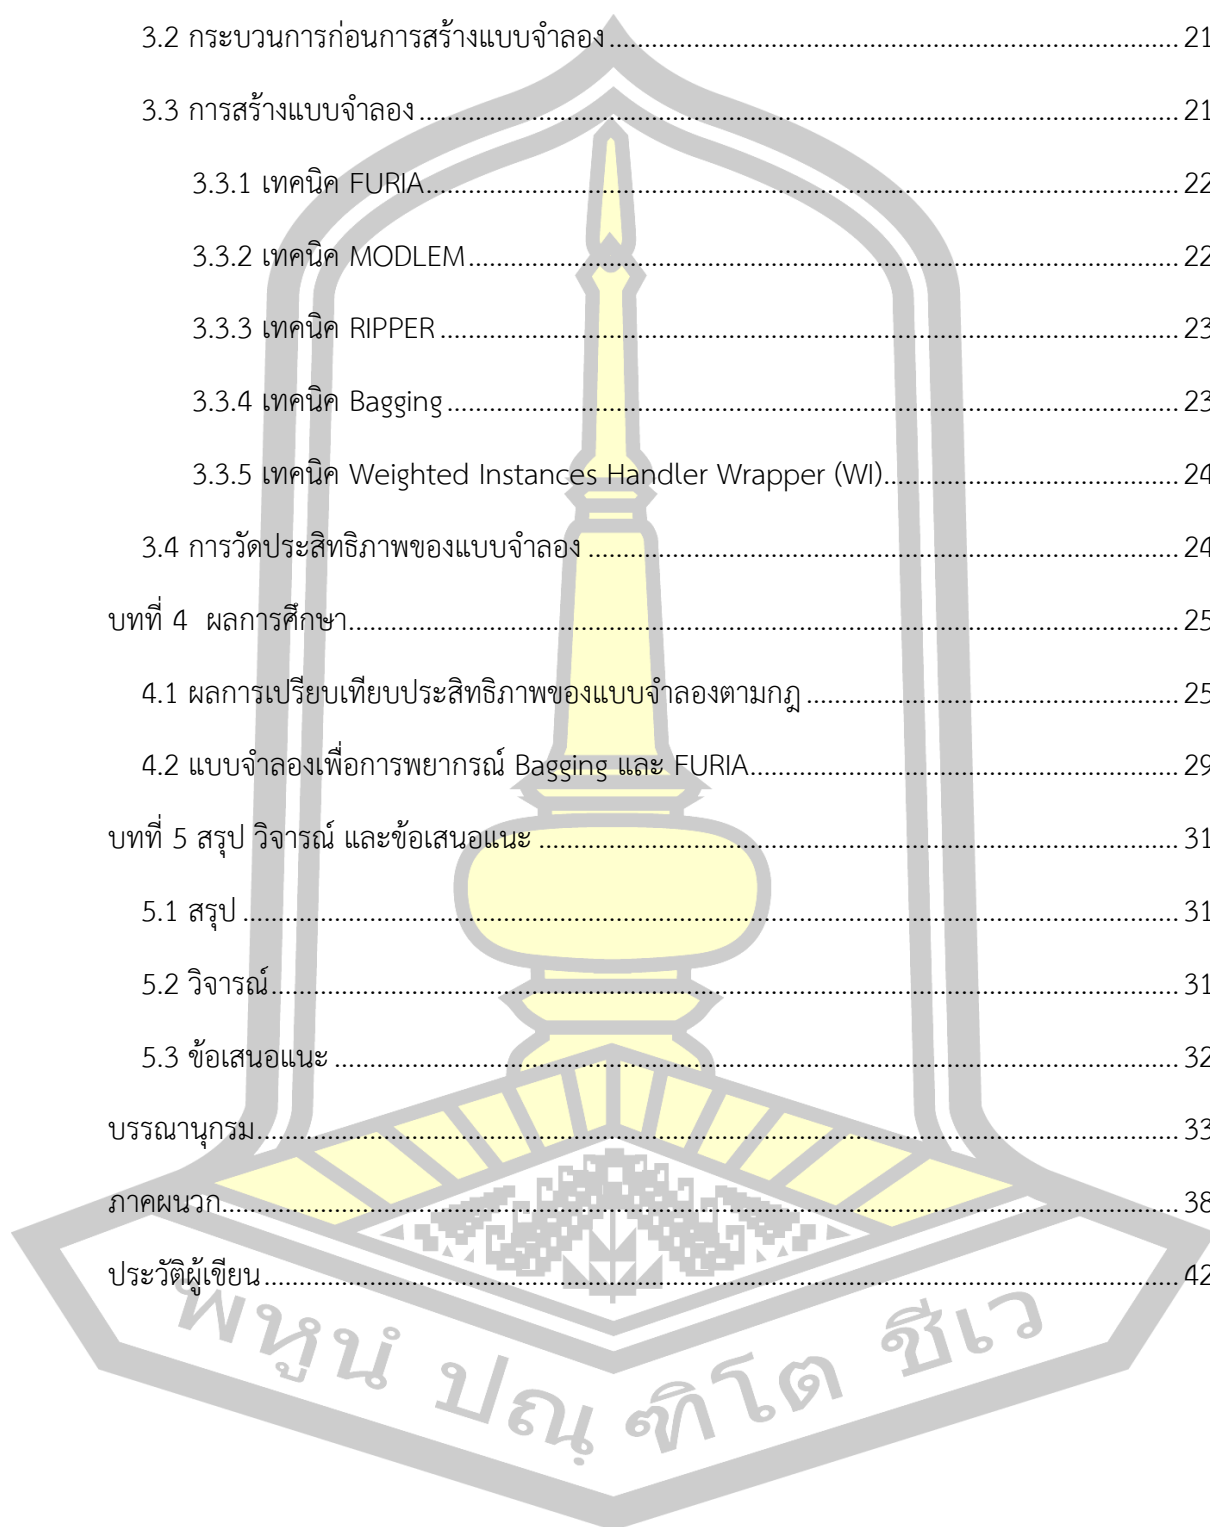 3.2 กระบวนการก่อนการสร้างแบบจำลอง........................................................................ 21
3.3 การสร้างแบบจำลอง................................................................................................ 21
3.3.1 เทคนิค FURIA................................................................................................ 22
3.3.2 เทคนิค MODLEM.......................................................................................... 22
3.3.3 เทคนิค RIPPER.............................................................................................. 23
3.3.4 เทคนิค Bagging............................................................................................. 23
3.3.5 เทคนิค Weighted Instances Handler Wrapper (WI)..................................... 24
3.4 การวัดประสิทธิภาพของแบบจำลอง........................................................................... 24
บทที่ 4 ผลการศึกษา......................................................................................................... 25
4.1 ผลการเปรียบเทียบประสิทธิภาพของแบบจำลองตามกฎ............................................... 25
4.2 แบบจำลองเพื่อการพยากรณ์ Bagging และ FURIA...................................................... 29
บทที่ 5 สรุป วิจารณ์ และข้อเสนอแนะ................................................................................. 31
5.1 สรุป...................................................................................................................... 31
5.2 วิจารณ์.................................................................................................................. 31
5.3 ข้อเสนอแนะ.......................................................................................................... 32
บรรณานุกรม.................................................................................................................... 33
ภาคผนวก........................................................................................................................ 38
ประวัติผู้เขียน................................................................................................................... 42
พหูนํ ปณฺฑิโต ชีเว